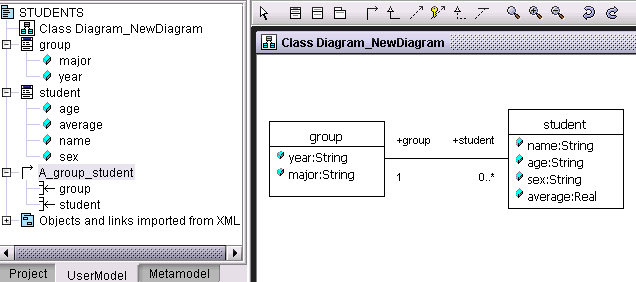 STUDENTS
Class Diagram_NewDiagram
group
major
year
student
age
average
name
sex
A_group_student
group
student
Objects and links imported from XML
Project
UserModel
Metamodel
Class Diagram_NewDiagram
group
year:String
major:String
+group
+student
1
0..*
student
name:String
age:String
sex:String
average:Real